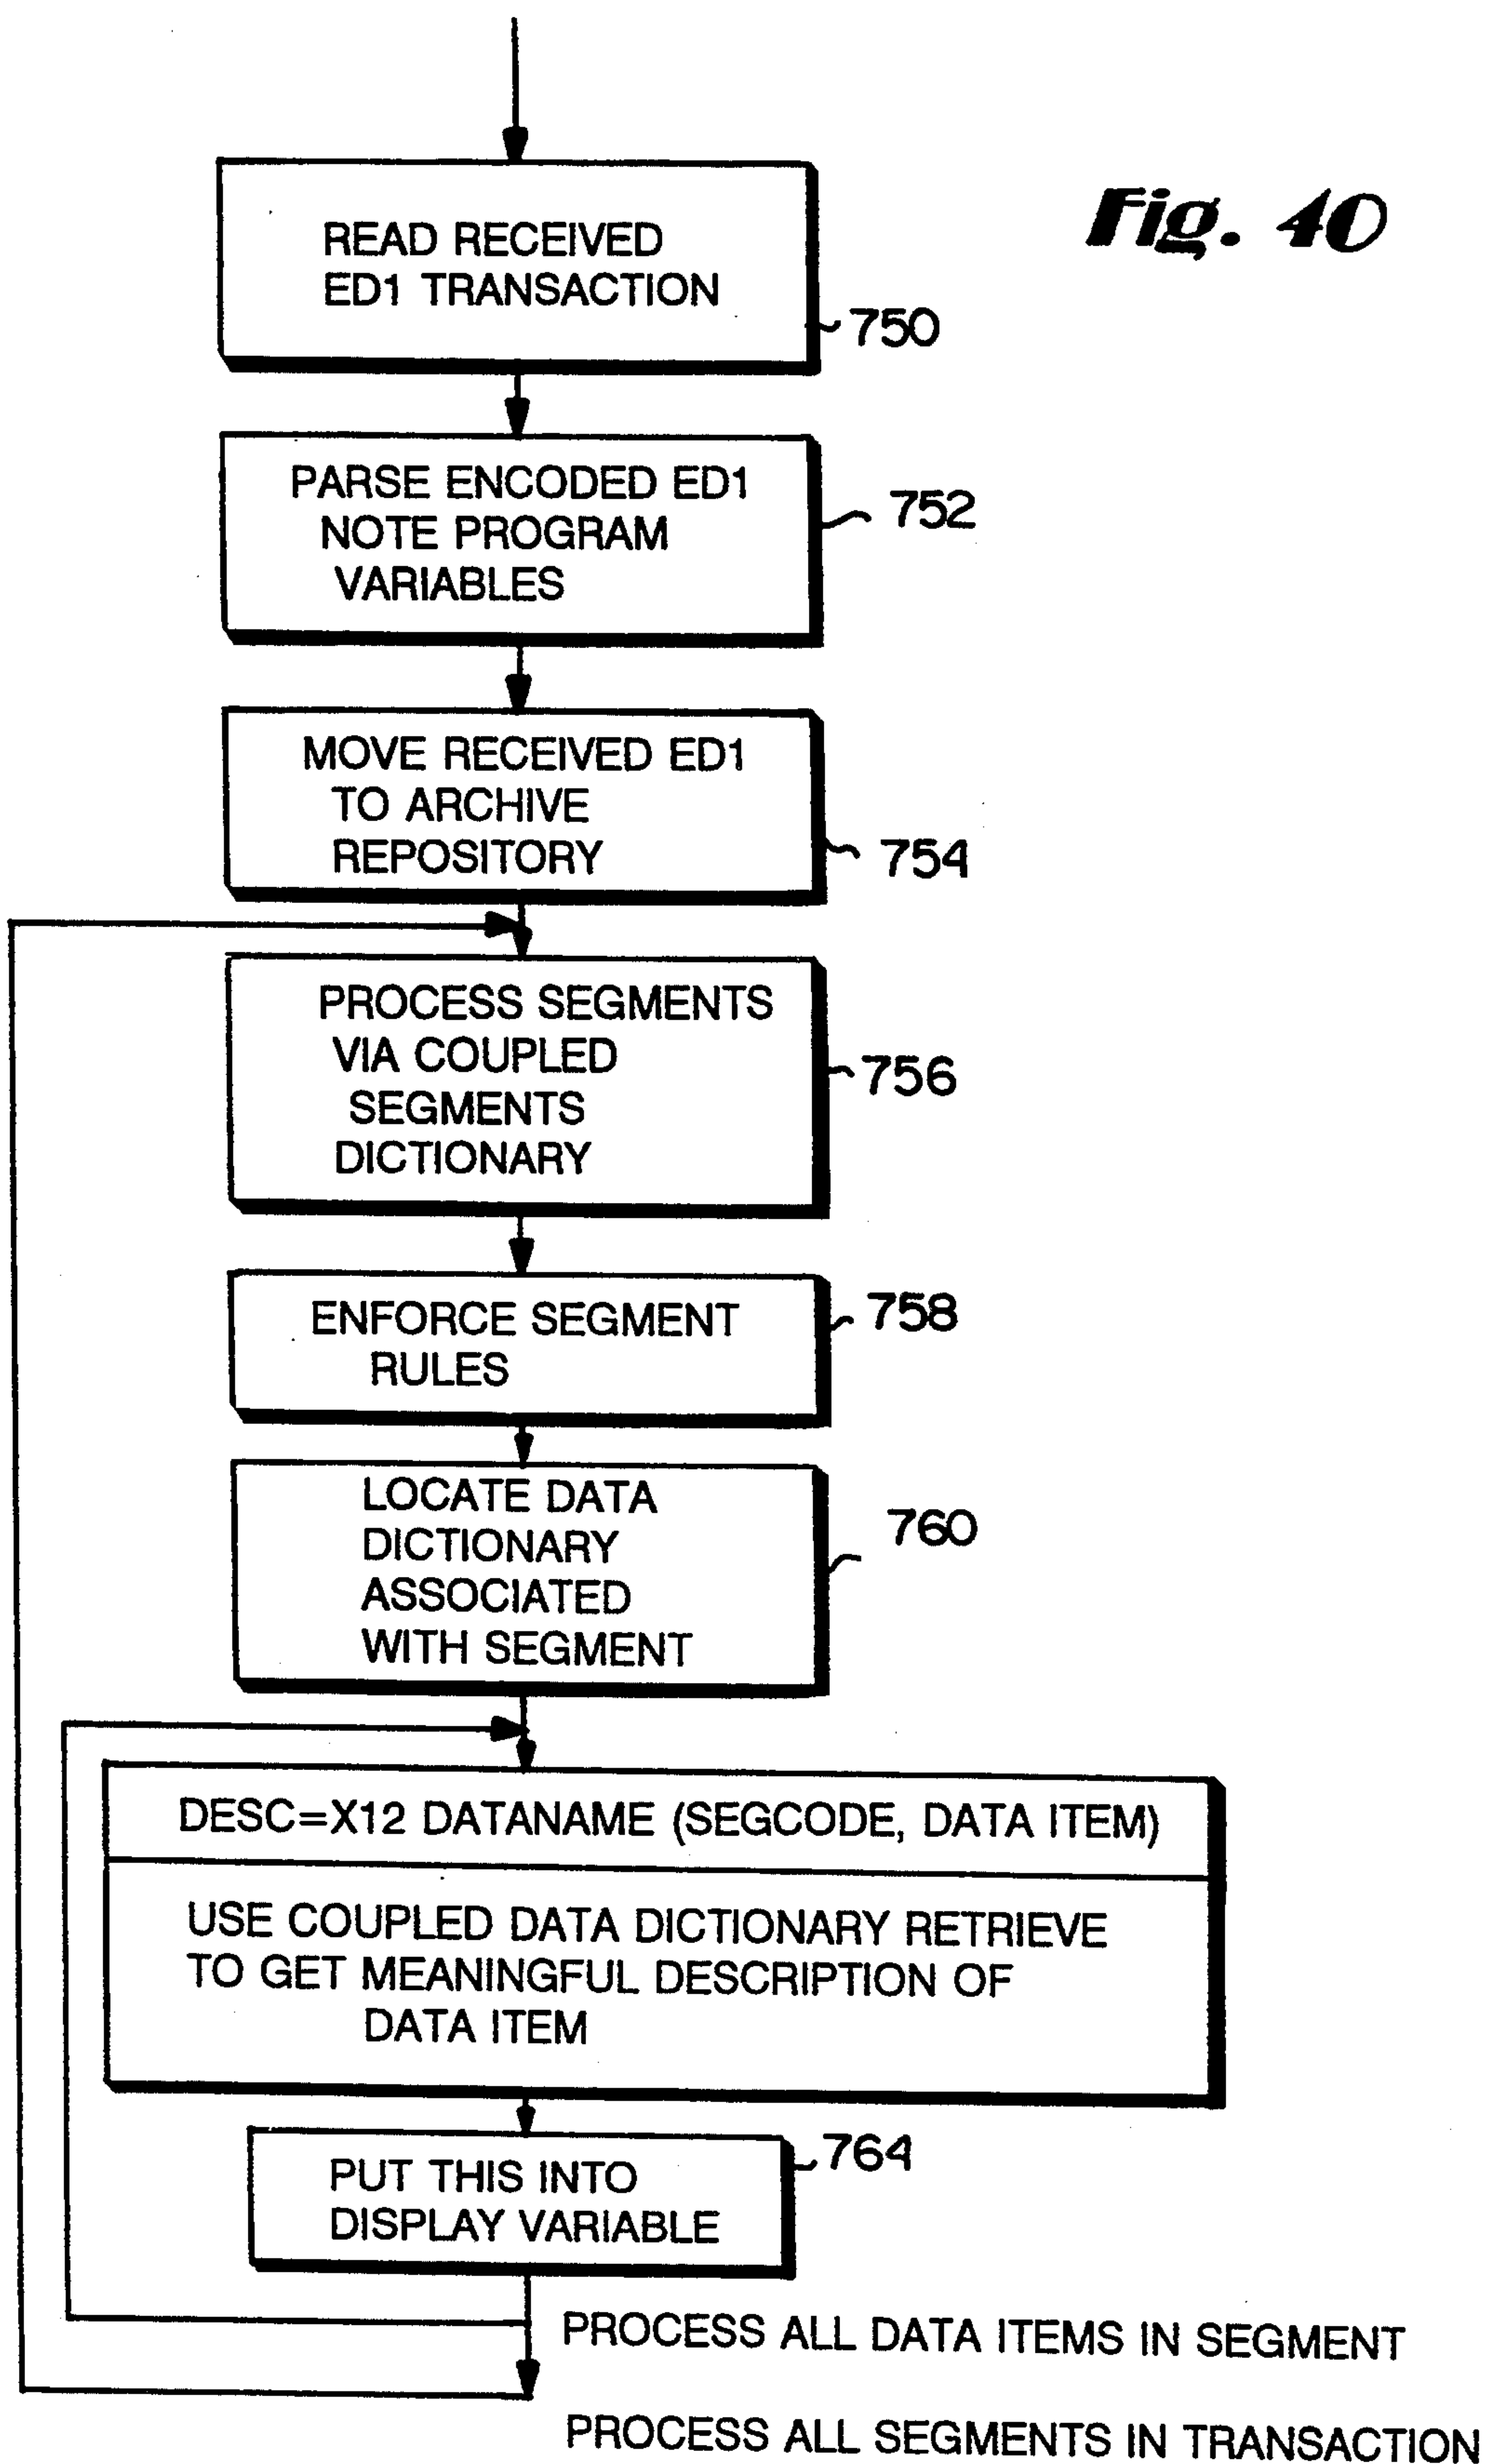 Fig. 40
READ RECEIVED
ED1 TRANSACTION
750
PARSE ENCODED ED1
NOTE PROGRAM
VARIABLES
752
MOVE RECEIVED ED1
TO ARCHIVE
REPOSITORY
754
PROCESS SEGMENTS
VIA COUPLED
SEGMENTS
DICTIONARY
756
ENFORCE SEGMENT
RULES
758
LOCATE DATA
DICTIONARY
ASSOCIATED
WITH SEGMENT
760
DESC=X12 DATANAME (SEGCODE, DATA ITEM)
USE COUPLED DATA DICTIONARY RETRIEVE
TO GET MEANINGFUL DESCRIPTION OF
DATA ITEM
PUT THIS INTO
DISPLAY VARIABLE
764
PROCESS ALL DATA ITEMS IN SEGMENT
PROCESS ALL SEGMENTS IN TRANSACTION